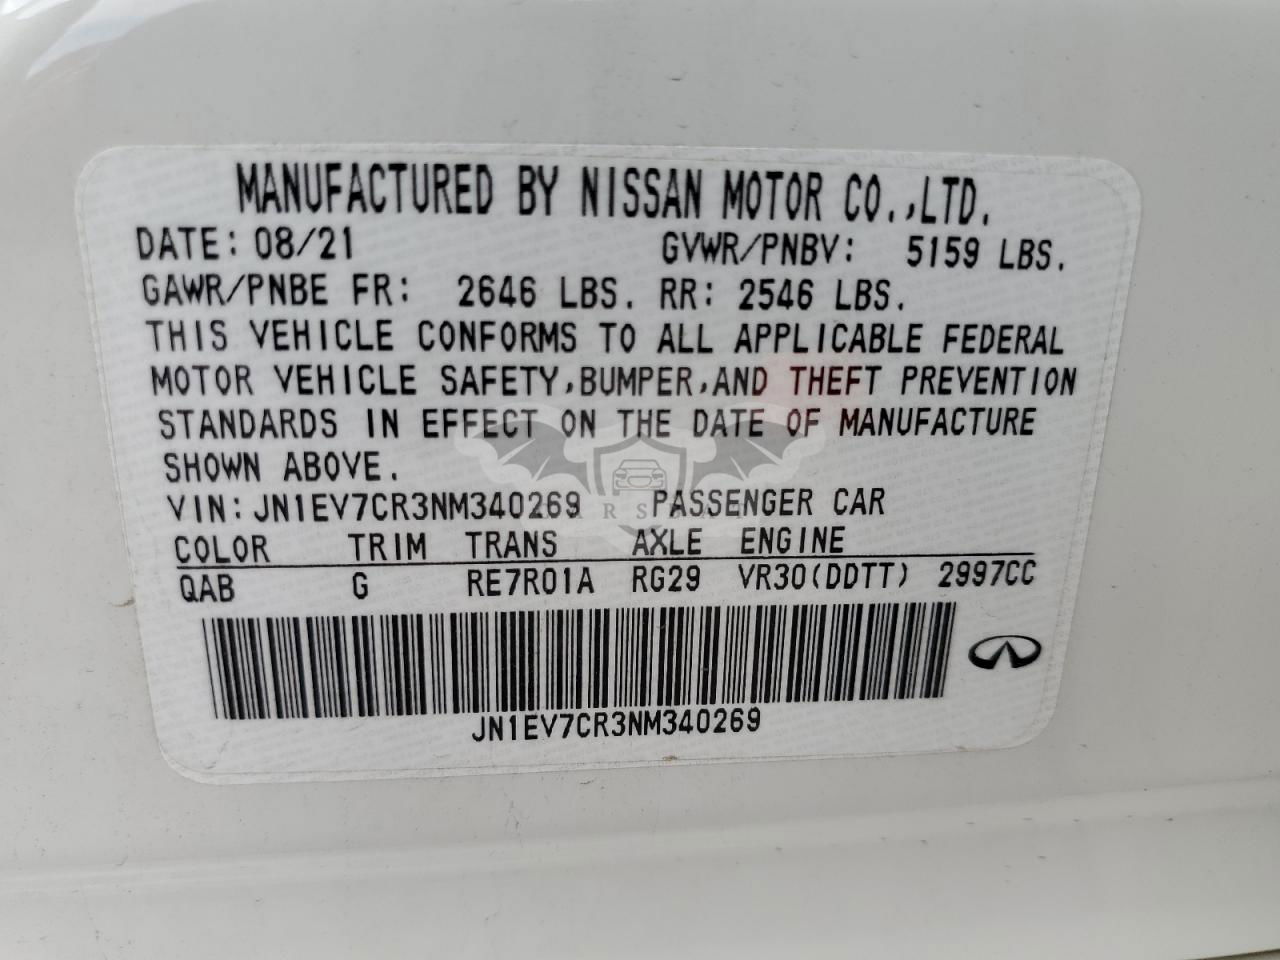 MANUFACTURED BY NISSAN MOTOR CO.,LTD.
DATE: 08/21 GVWR/PNBV: 5159 LBS.
GAWR/PNBE FR: 2646 LBS. RR: 2546 LBS.
THIS VEHICLE CONFORMS TO ALL APPLICABLE FEDERAL
MOTOR VEHICLE SAFETY,BUMPER,AND THEFT PREVENTION
STANDARDS IN EFFECT ON THE DATE OF MANUFACTURE
SHOWN ABOVE.
VIN: JN1EV7CR3NM340269 PASSENGER CAR
COLOR TRIM TRANS AXLE ENGINE
QAB G RE7R01A RG29 VR30(DDTT) 2997CC
JN1EV7CR3NM340269